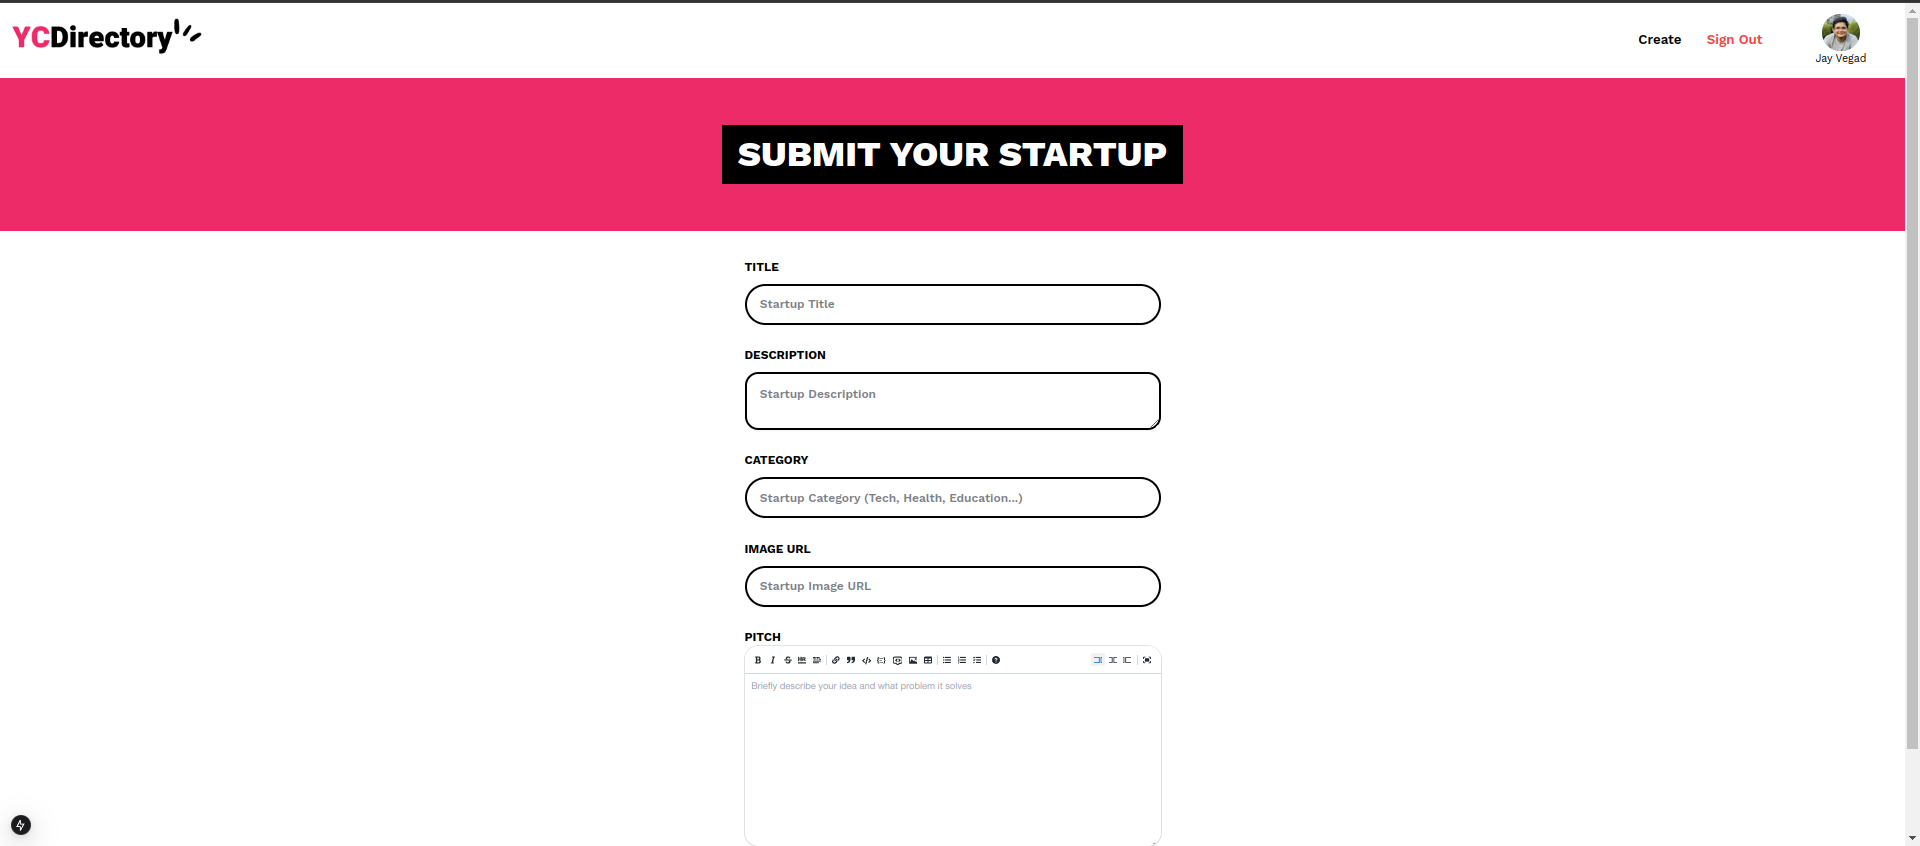 YCDirectory
Create
Sign Out
Jay Vegad
SUBMIT YOUR STARTUP
TITLE
Startup Title
DESCRIPTION
Startup Description
CATEGORY
Startup Category (Tech, Health, Education...)
IMAGE URL
Startup Image URL
PITCH
Briefly describe your idea and what problem it solves